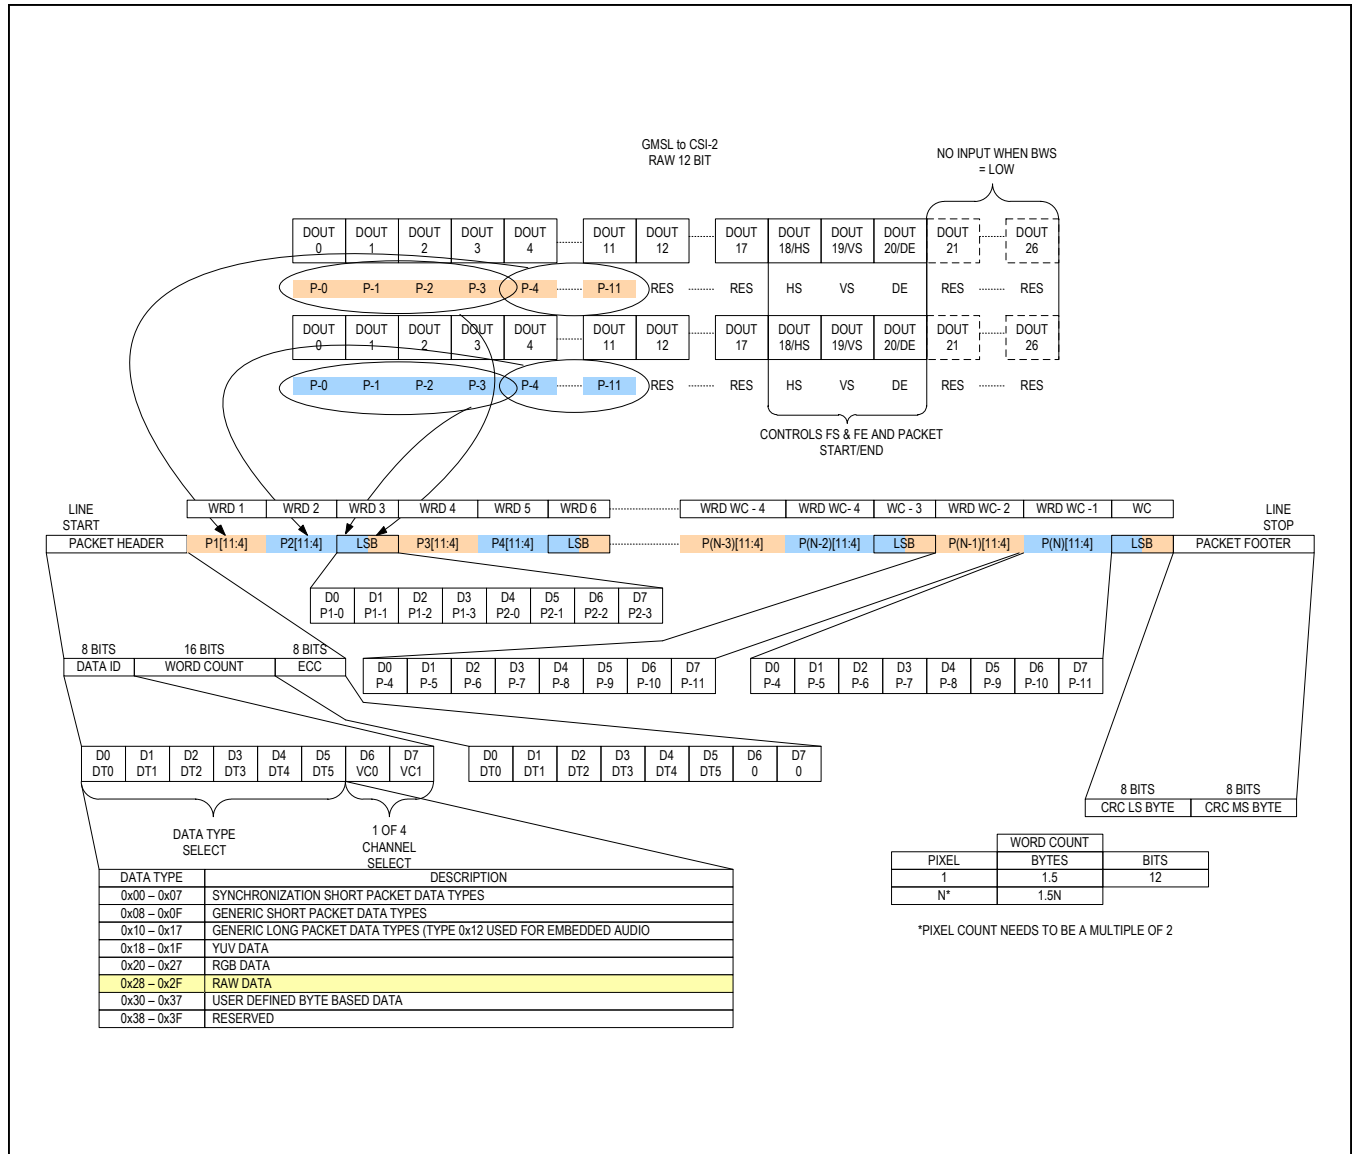 GMSL to CSI-2
RAW 12 BIT
NO INPUT WHEN BWS
= LOW
DOUT 0 DOUT 1 DOUT 2 DOUT 3 DOUT 4 DOUT 11 DOUT 12 DOUT 17 DOUT 18/HS DOUT 19/VS DOUT 20/DE DOUT 21 DOUT 26
P-0 P-1 P-2 P-3 P-4 P-11 RES RES HS VS DE RES RES
DOUT 0 DOUT 1 DOUT 2 DOUT 3 DOUT 4 DOUT 11 DOUT 12 DOUT 17 DOUT 18/HS DOUT 19/VS DOUT 20/DE DOUT 21 DOUT 26
P-0 P-1 P-2 P-3 P-4 P-11 RES RES HS VS DE RES RES
CONTROLS FS & FE AND PACKET
START/END
LINE
START
WRD 1 WRD 2 WRD 3 WRD 4 WRD 5 WRD 6 WRD WC - 4 WRD WC- 4 WC - 3 WRD WC- 2 WRD WC -1 WC
LINE
STOP
PACKET HEADER P1[11:4] P2[11:4] LSB P3[11:4] P4[11:4] LSB P(N-3)[11:4] P(N-2)[11:4] LSB P(N-1)[11:4] P(N)[11:4] LSB PACKET FOOTER
D0 D1 D2 D3 D4 D5 D6 D7
P1-0 P1-1 P1-2 P1-3 P2-0 P2-1 P2-2 P2-3
8 BITS 16 BITS 8 BITS
DATA ID WORD COUNT ECC
D0 D1 D2 D3 D4 D5 D6 D7
P-4 P-5 P-6 P-7 P-8 P-9 P-10 P-11
D0 D1 D2 D3 D4 D5 D6 D7
P-4 P-5 P-6 P-7 P-8 P-9 P-10 P-11
D0 D1 D2 D3 D4 D5 D6 D7
DT0 DT1 DT2 DT3 DT4 DT5 VC0 VC1
D0 D1 D2 D3 D4 D5 D6 D7
DT0 DT1 DT2 DT3 DT4 DT5 0 0
8 BITS 8 BITS
CRC LS BYTE CRC MS BYTE
DATA TYPE
SELECT
1 OF 4
CHANNEL
SELECT
WORD COUNT
PIXEL BYTES BITS
1 1.5 12
N* 1.5N
*PIXEL COUNT NEEDS TO BE A MULTIPLE OF 2
DATA TYPE DESCRIPTION
0x00 – 0x07 SYNCHRONIZATION SHORT PACKET DATA TYPES
0x08 – 0x0F GENERIC SHORT PACKET DATA TYPES
0x10 – 0x17 GENERIC LONG PACKET DATA TYPES (TYPE 0x12 USED FOR EMBEDDED AUDIO
0x18 – 0x1F YUV DATA
0x20 – 0x27 RGB DATA
0x28 – 0x2F RAW DATA
0x30 – 0x37 USER DEFINED BYTE BASED DATA
0x38 – 0x3F RESERVED